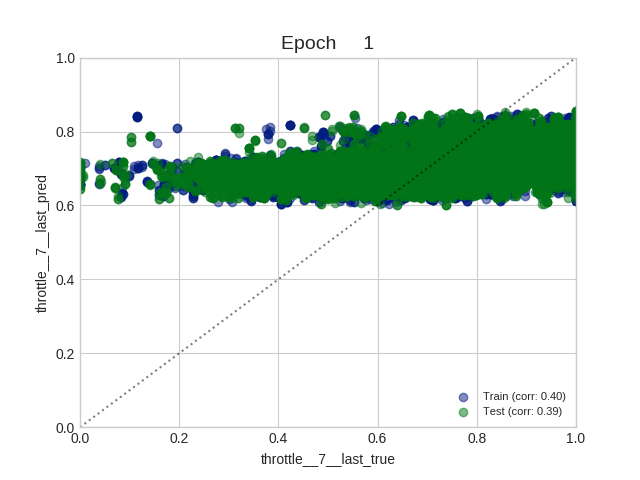 Epoch 1
1.0
0.8
0.6
0.4
0.2
0.0
throttle__7__last_pred
0.0 0.2 0.4 0.6 0.8 1.0
throttle__7__last_true
Train (corr: 0.40)
Test (corr: 0.39)